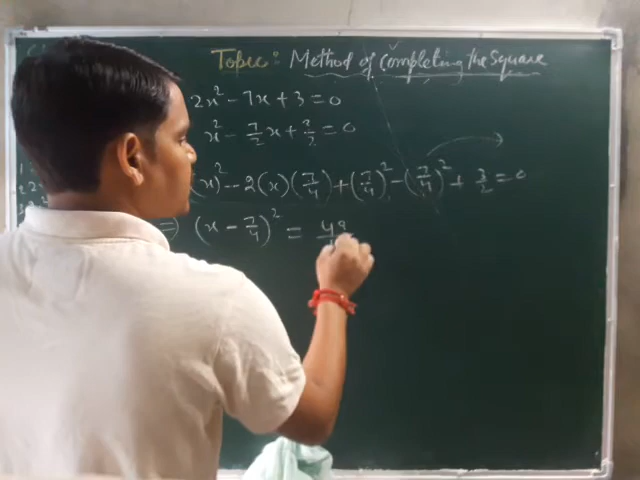 Topic: Method of Completing the Square
2x² - 7x + 3 = 0
x² - 7/2 x + 3/2 = 0
(x)² - 2(x)(7/4) + (7/4)² - (7/4)² + 3/2 = 0
⇒ (x - 7/4)² = 49